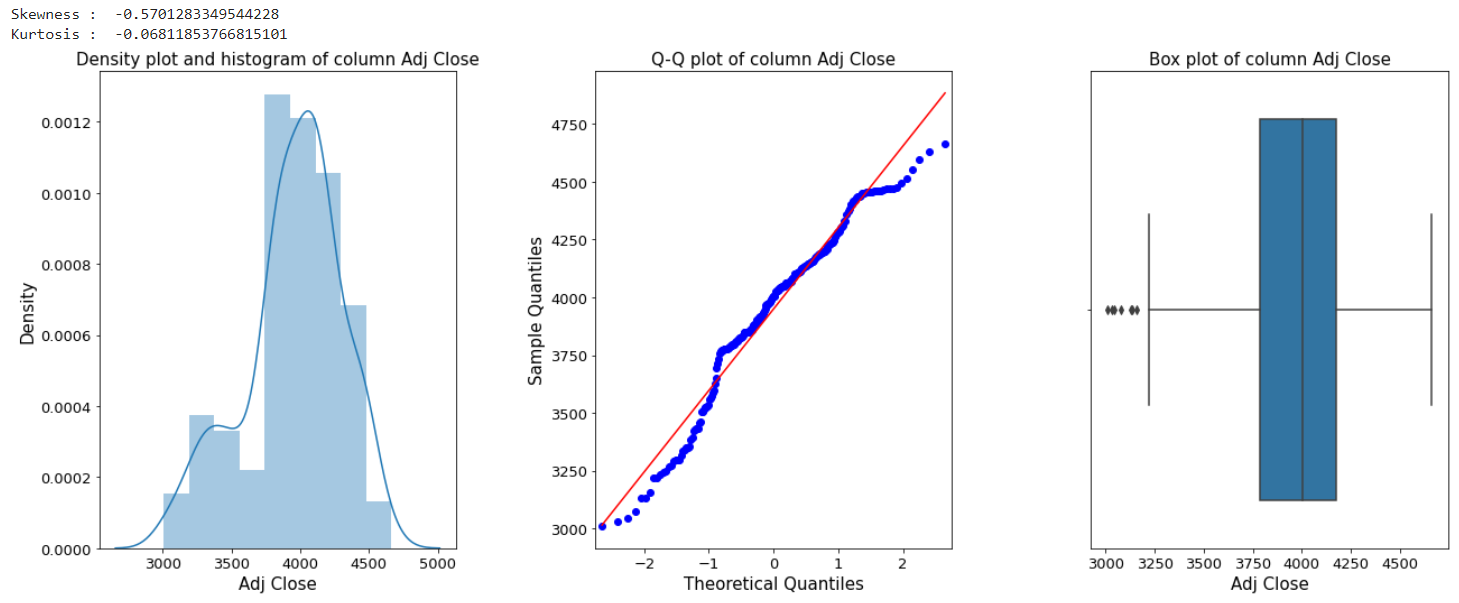 Skewness :  -0.5701283349544228
Kurtosis :  -0.06811853766815101
Density plot and histogram of column Adj Close
0.0012
0.0010
0.0008
0.0006
0.0004
0.0002
0.0000
Density
3000 3500 4000 4500 5000
Adj Close
Q-Q plot of column Adj Close
4750
4500
4250
4000
3750
3500
3250
3000
Sample Quantiles
−2 −1 0 1 2
Theoretical Quantiles
Box plot of column Adj Close
3000 3250 3500 3750 4000 4250 4500
Adj Close